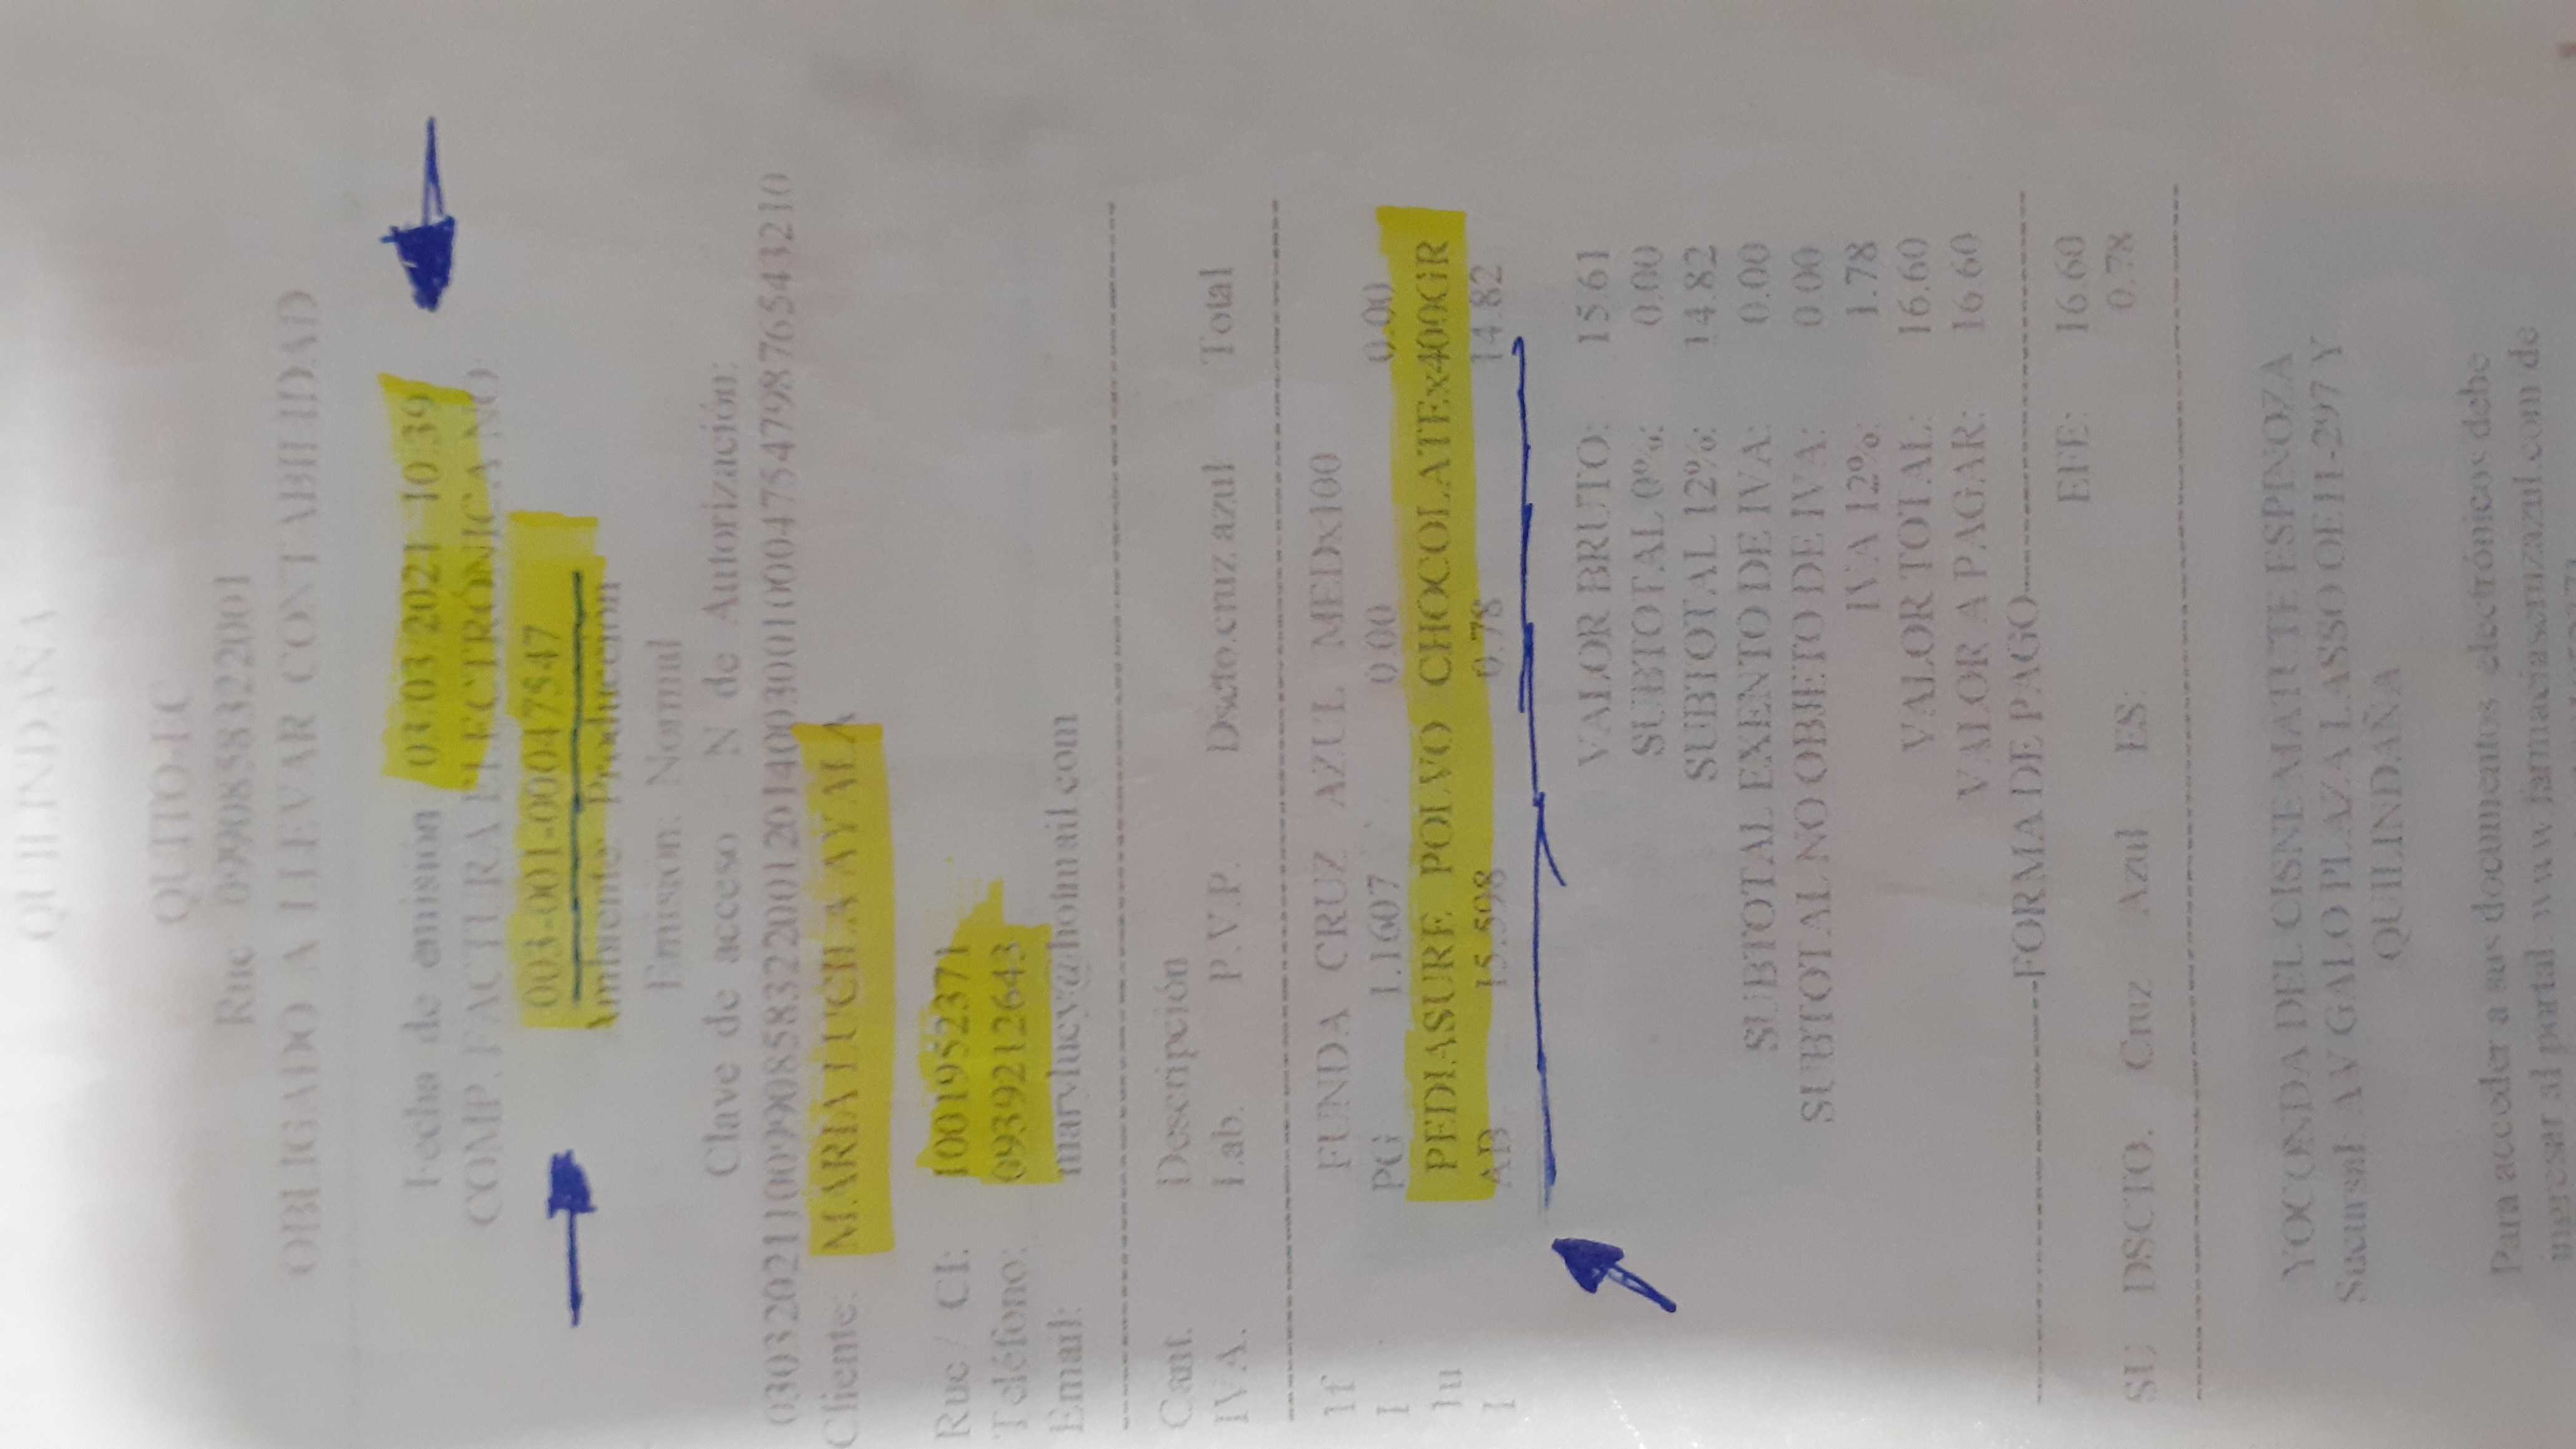 QUILINDAÑA
QUITO-EC
Ruc: 0990858322001
OBLIGADO A LLEVAR CONTABILIDAD
Fecha de emisión: 03/03/2021 10:39
COMP. FACTURA ELECTRÓNICA NO:
003-001-00047547
Ambiente: Producción
Emisión: Normal
Clave de acceso - N de Autorización:
030320211009908583220012014003001000475479876543210
Cliente: MARIA LUCILA AYALA
Ruc / CI: 1001952371
Teléfono: 0939212643
Email: marylucy@hotmail.com
Cant. Descripción
IVA. Lab. P.V.P. Dscto.cruz azul Total
1f FUNDA CRUZ AZUL MEDx100
I PG 1.1607 0.00 0.00
1u PEDIASURE POLVO CHOCOLATEx400GR
I AB 15.598 0.78 14.82
VALOR BRUTO: 15.61
SUBTOTAL 0%: 0.00
SUBTOTAL 12%: 14.82
SUBTOTAL EXENTO DE IVA: 0.00
SUBTOTAL NO OBJETO DE IVA: 0.00
IVA 12%: 1.78
VALOR TOTAL: 16.60
VALOR A PAGAR: 16.60
FORMA DE PAGO
EFE: 16.60
SU DSCTO. Cruz Azul ES: 0.78
YOCONDA DEL CISNE MATUTE ESPINOZA
Sucursal: AV GALO PLAZA LASSO OE11-297 Y
QUILINDAÑA
Para acceder a sus documentos electrónicos debe
ingresar al portal: www.farmaciascruzazul.com de